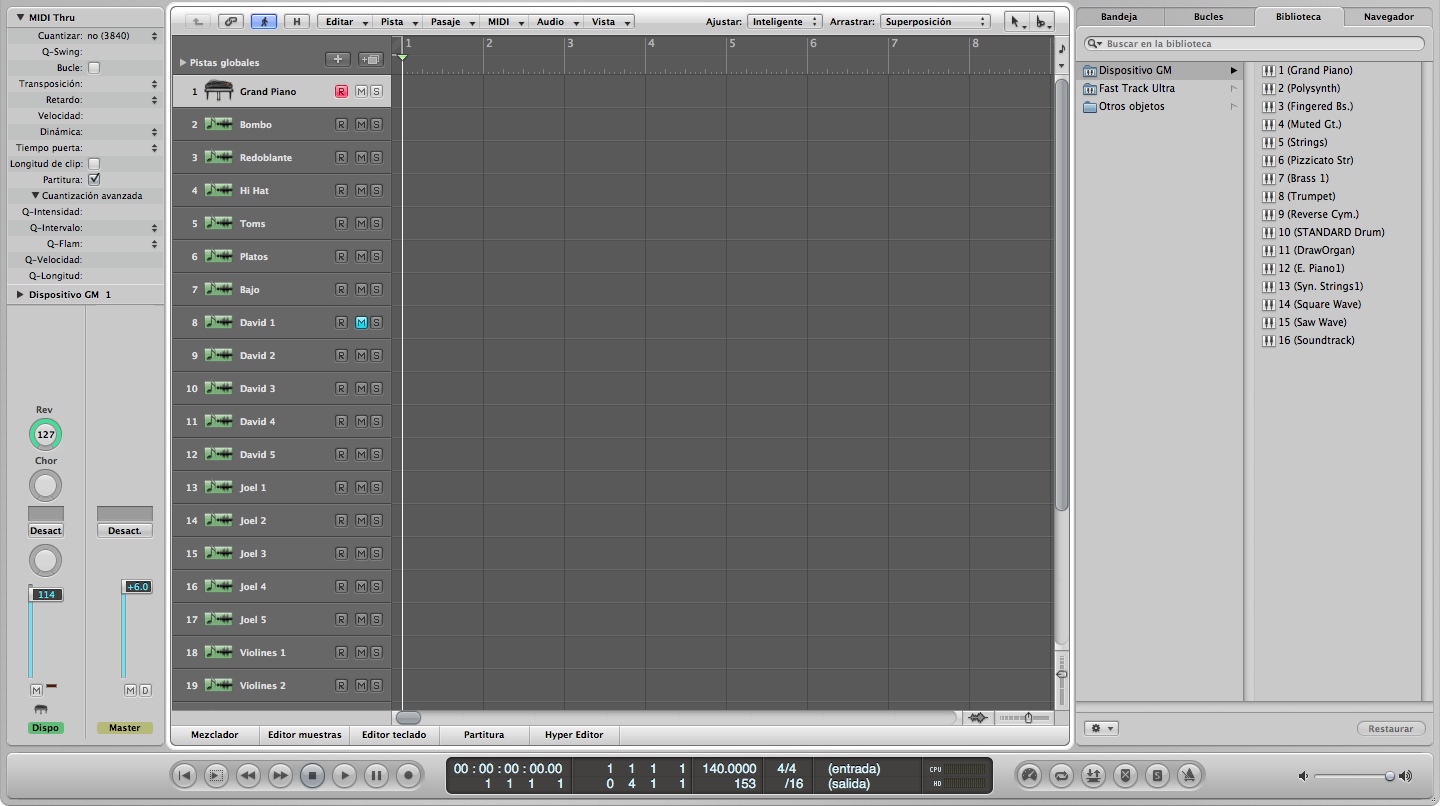 MIDI Thru
Cuantizar: no (3840)
Q-Swing:
Bucle:
Transposición:
Retardo:
Velocidad:
Dinámica:
Tiempo puerta:
Longitud de clip:
Partitura:
Cuantización avanzada
Q-Intensidad:
Q-Intervalo:
Q-Flam:
Q-Velocidad:
Q-Longitud:
Dispositivo GM 1
Rev
127
Chor
Desact
Desact.
114
+6.0
M
M D
Dispo
Master
H
Editar
Pista
Pasaje
MIDI
Audio
Vista
Ajustar: Inteligente
Arrastrar: Superposición
Pistas globales
1 2 3 4 5 6 7 8
1 Grand Piano R M S
2 Bombo R M S
3 Redoblante R M S
4 Hi Hat R M S
5 Toms R M S
6 Platos R M S
7 Bajo R M S
8 David 1 R M S
9 David 2 R M S
10 David 3 R M S
11 David 4 R M S
12 David 5 R M S
13 Joel 1 R M S
14 Joel 2 R M S
15 Joel 3 R M S
16 Joel 4 R M S
17 Joel 5 R M S
18 Violines 1 R M S
19 Violines 2 R M S
Mezclador
Editor muestras
Editor teclado
Partitura
Hyper Editor
Bandeja
Bucles
Biblioteca
Navegador
Buscar en la biblioteca
Dispositivo GM
Fast Track Ultra
Otros objetos
1 (Grand Piano)
2 (Polysynth)
3 (Fingered Bs.)
4 (Muted Gt.)
5 (Strings)
6 (Pizzicato Str)
7 (Brass 1)
8 (Trumpet)
9 (Reverse Cym.)
10 (STANDARD Drum)
11 (DrawOrgan)
12 (E. Piano1)
13 (Syn. Strings1)
14 (Square Wave)
15 (Saw Wave)
16 (Soundtrack)
Restaurar
00 : 00 : 00 : 00.00 1 1 1 1 140.0000 4/4 (entrada) CPU
1 1 1 1 0 4 1 1 153 /16 (salida) HD
S